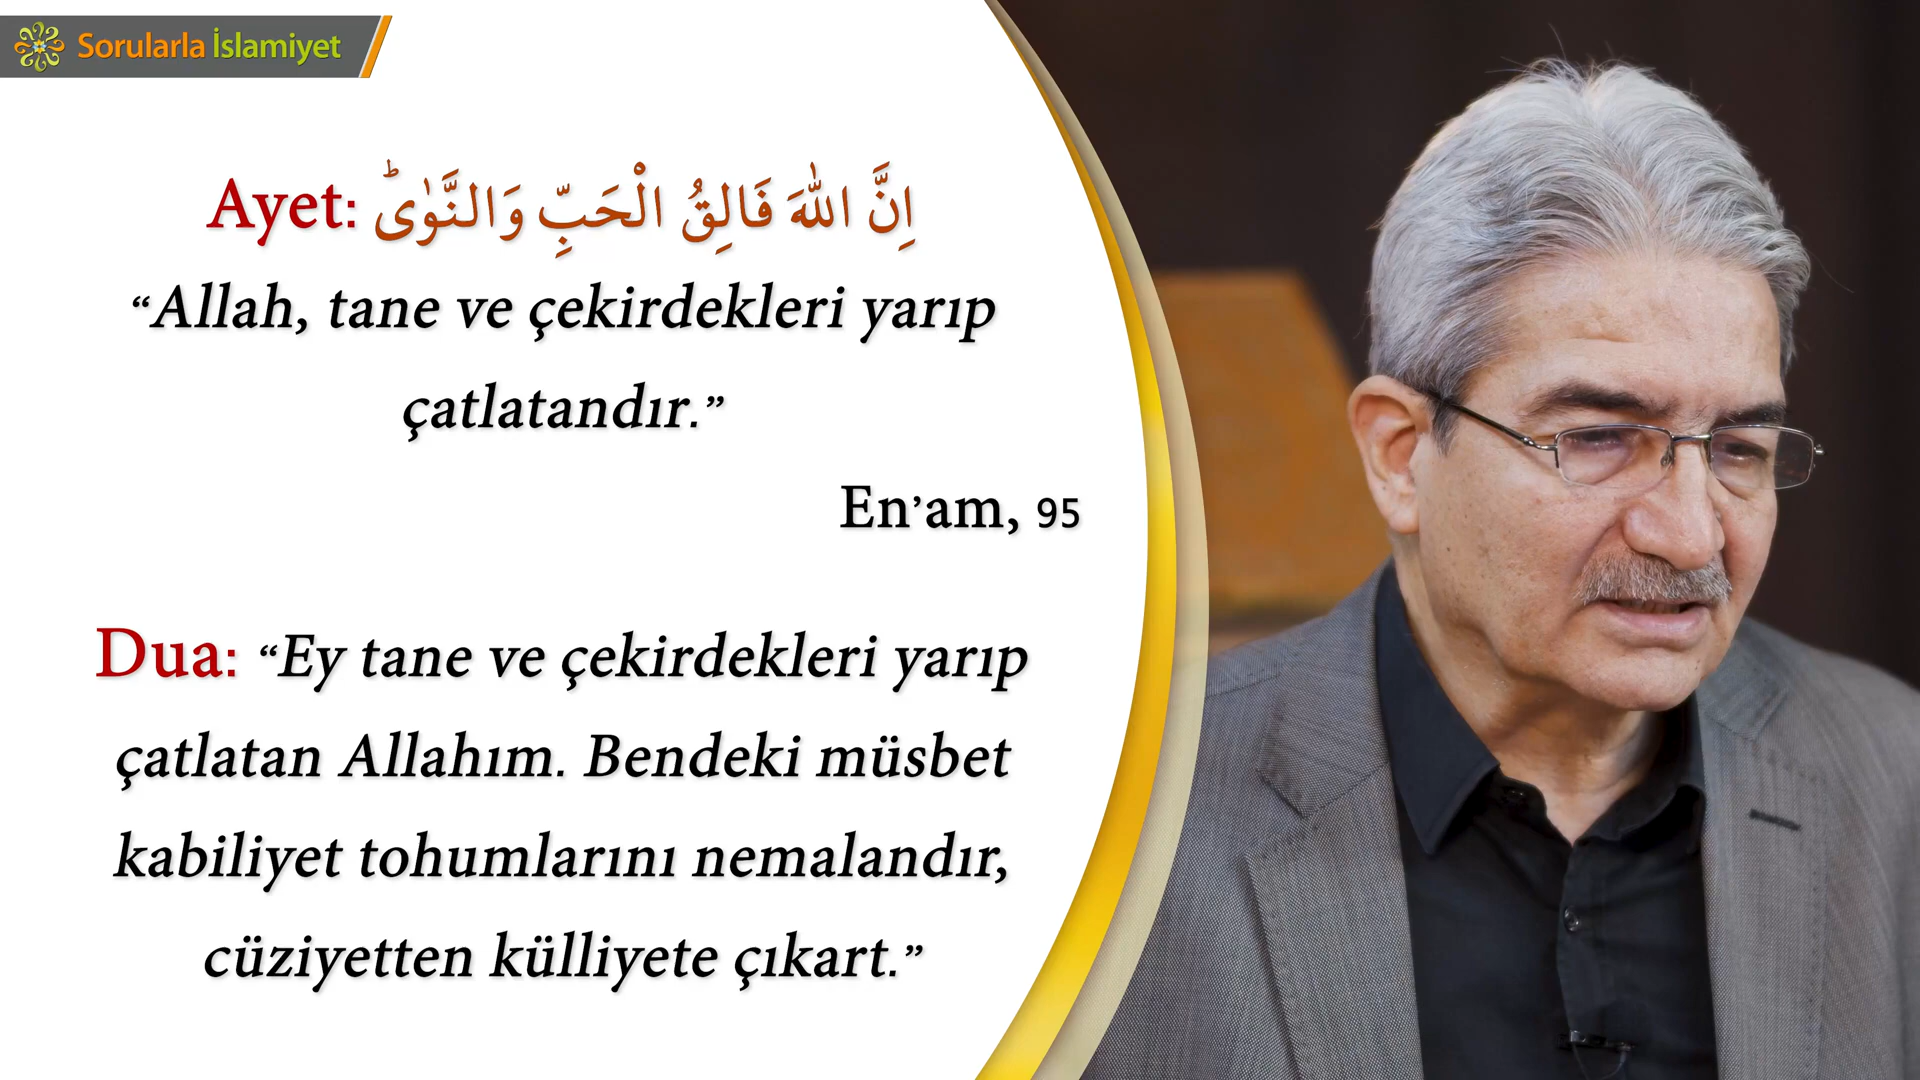 Sorularla İslamiyet
Ayet: اِنَّ اللّٰهَ فَالِقُ الْحَبِّ وَالنَّوٰىۜ
“Allah, tane ve çekirdekleri yarıp
çatlatandır.”
En’am, 95
Dua: “Ey tane ve çekirdekleri yarıp
çatlatan Allahım. Bendeki müsbet
kabiliyet tohumlarını nemalandır,
cüziyetten külliyete çıkart.”